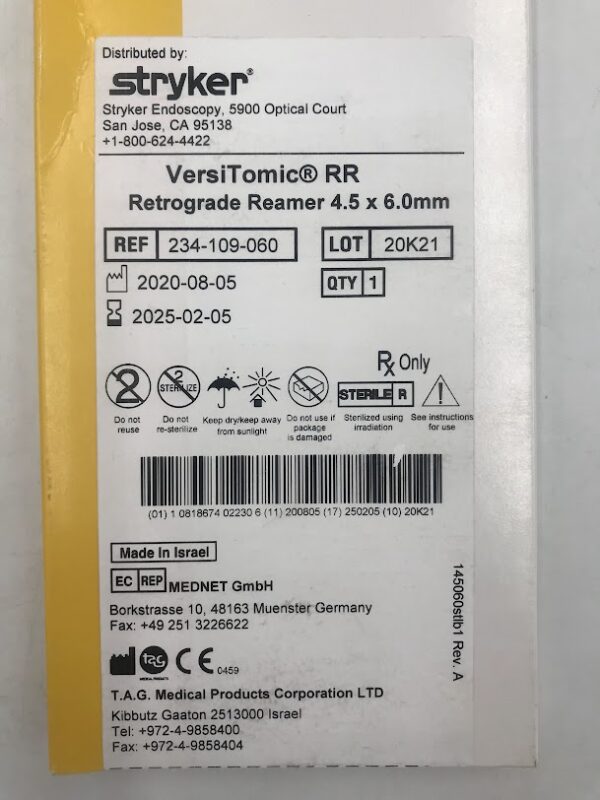 Distributed by:
stryker®
Stryker Endoscopy, 5900 Optical Court
San Jose, CA 95138
+1-800-624-4422
VersiTomic® RR
Retrograde Reamer 4.5 x 6.0mm
REF 234-109-060 LOT 20K21
2020-08-05 QTY 1
2025-02-05
Rx Only
2 2 STERILIZE STERILE R
Do not reuse
Do not re-sterilize
Keep dry/keep away from sunlight
Do not use if package is damaged
Sterilized using irradiation
See instructions for use
(01) 1 0818674 02230 6 (11) 200805 (17) 250205 (10) 20K21
Made in Israel
EC REP MEDNET GmbH
Borkstrasse 10, 48163 Muenster Germany
Fax: +49 251 3226622
tag MEDICAL PRODUCTS CE 0459
T.A.G. Medical Products Corporation LTD
Kibbutz Gaaton 2513000 Israel
Tel: +972-4-9858400
Fax: +972-4-9858404
145060stlb1 Rev. A